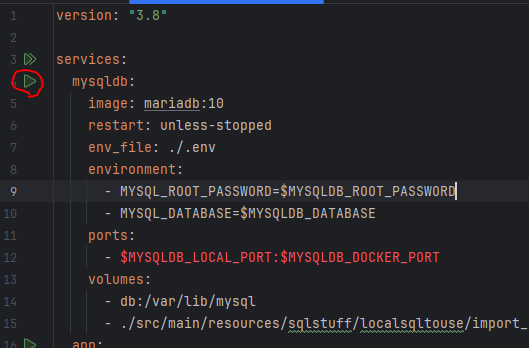 1 version: "3.8"
2
3 services:
4 mysqldb:
5 image: mariadb:10
6 restart: unless-stopped
7 env_file: ./.env
8 environment:
9 - MYSQL_ROOT_PASSWORD=$MYSQLDB_ROOT_PASSWORD
10 - MYSQL_DATABASE=$MYSQLDB_DATABASE
11 ports:
12 - $MYSQLDB_LOCAL_PORT:$MYSQLDB_DOCKER_PORT
13 volumes:
14 - db:/var/lib/mysql
15 - ./src/main/resources/sqlstuff/localsqltouse/import_
16 app: